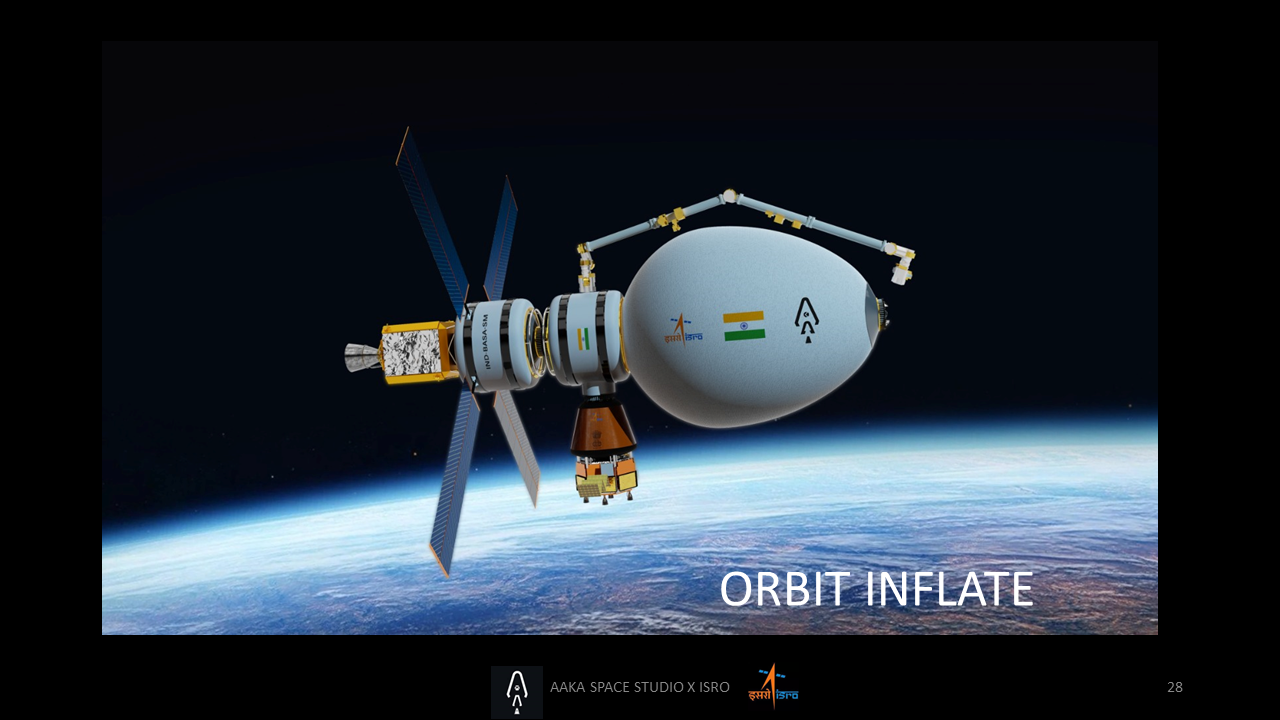 IND-BASA-SM
इसरो isro
ORBIT INFLATE
AAKA SPACE STUDIO X ISRO
इसरो isro
28